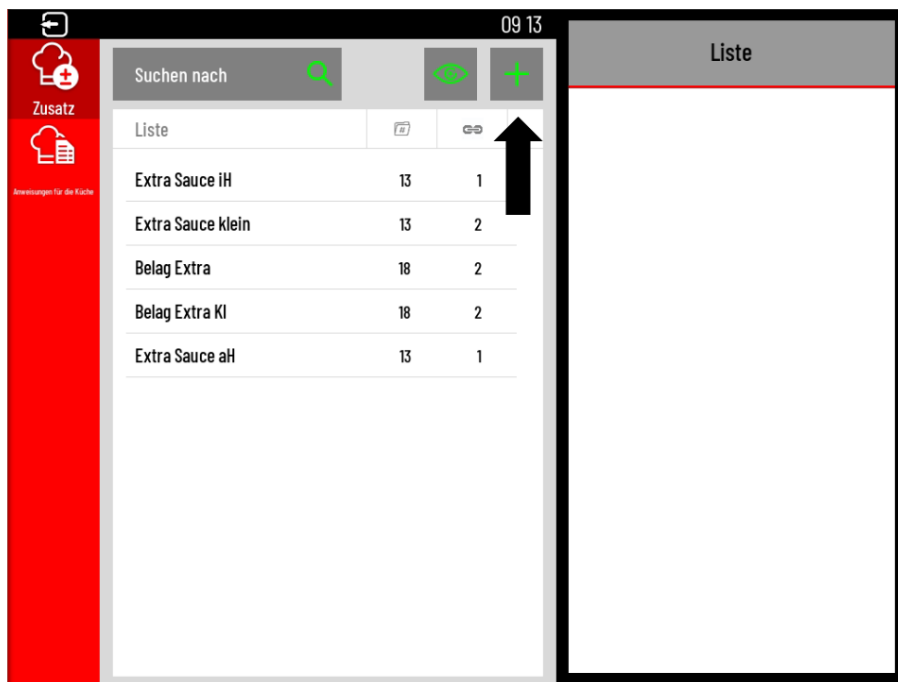 09 13
Zusatz
Anweisungen für die Küche
Suchen nach
Liste #
Extra Sauce iH 13 1
Extra Sauce klein 13 2
Belag Extra 18 2
Belag Extra Kl 18 2
Extra Sauce aH 13 1
Liste